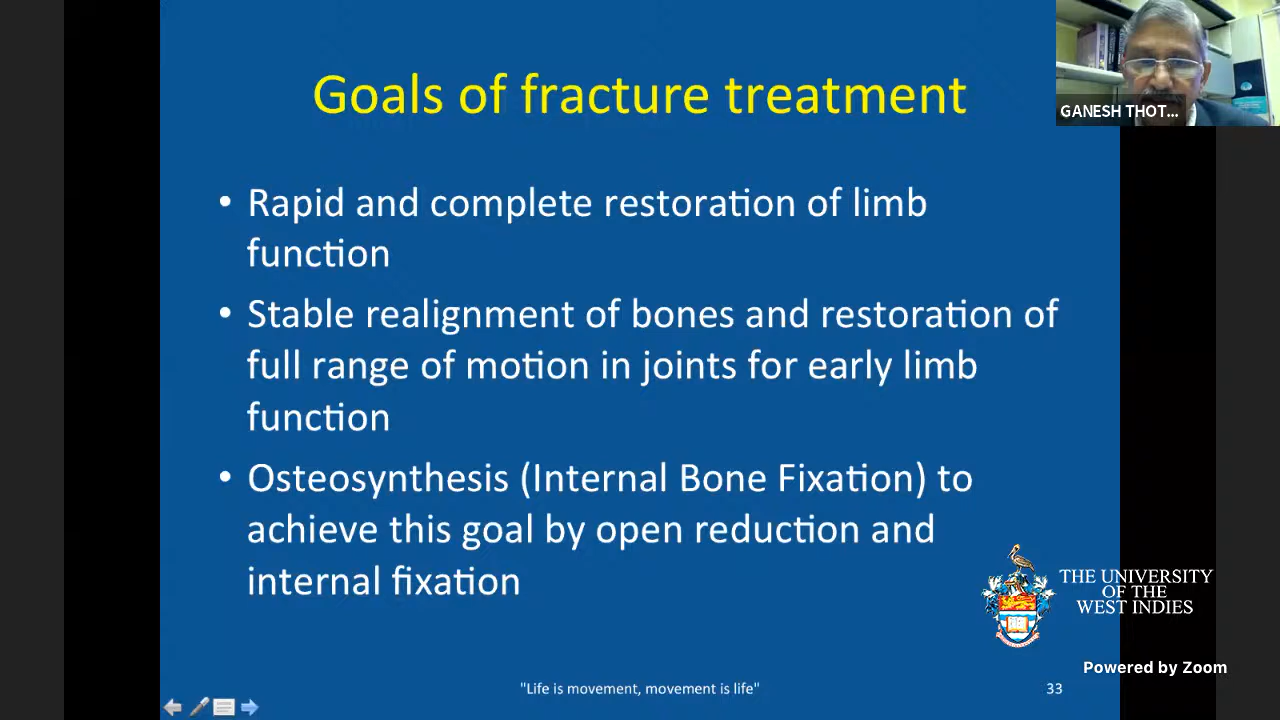 Goals of fracture treatment
GANESH THOT...
• Rapid and complete restoration of limb
function
• Stable realignment of bones and restoration of
full range of motion in joints for early limb
function
• Osteosynthesis (Internal Bone Fixation) to
achieve this goal by open reduction and
internal fixation
THE UNIVERSITY
OF THE
WEST INDIES
Powered by Zoom
"Life is movement, movement is life"
33